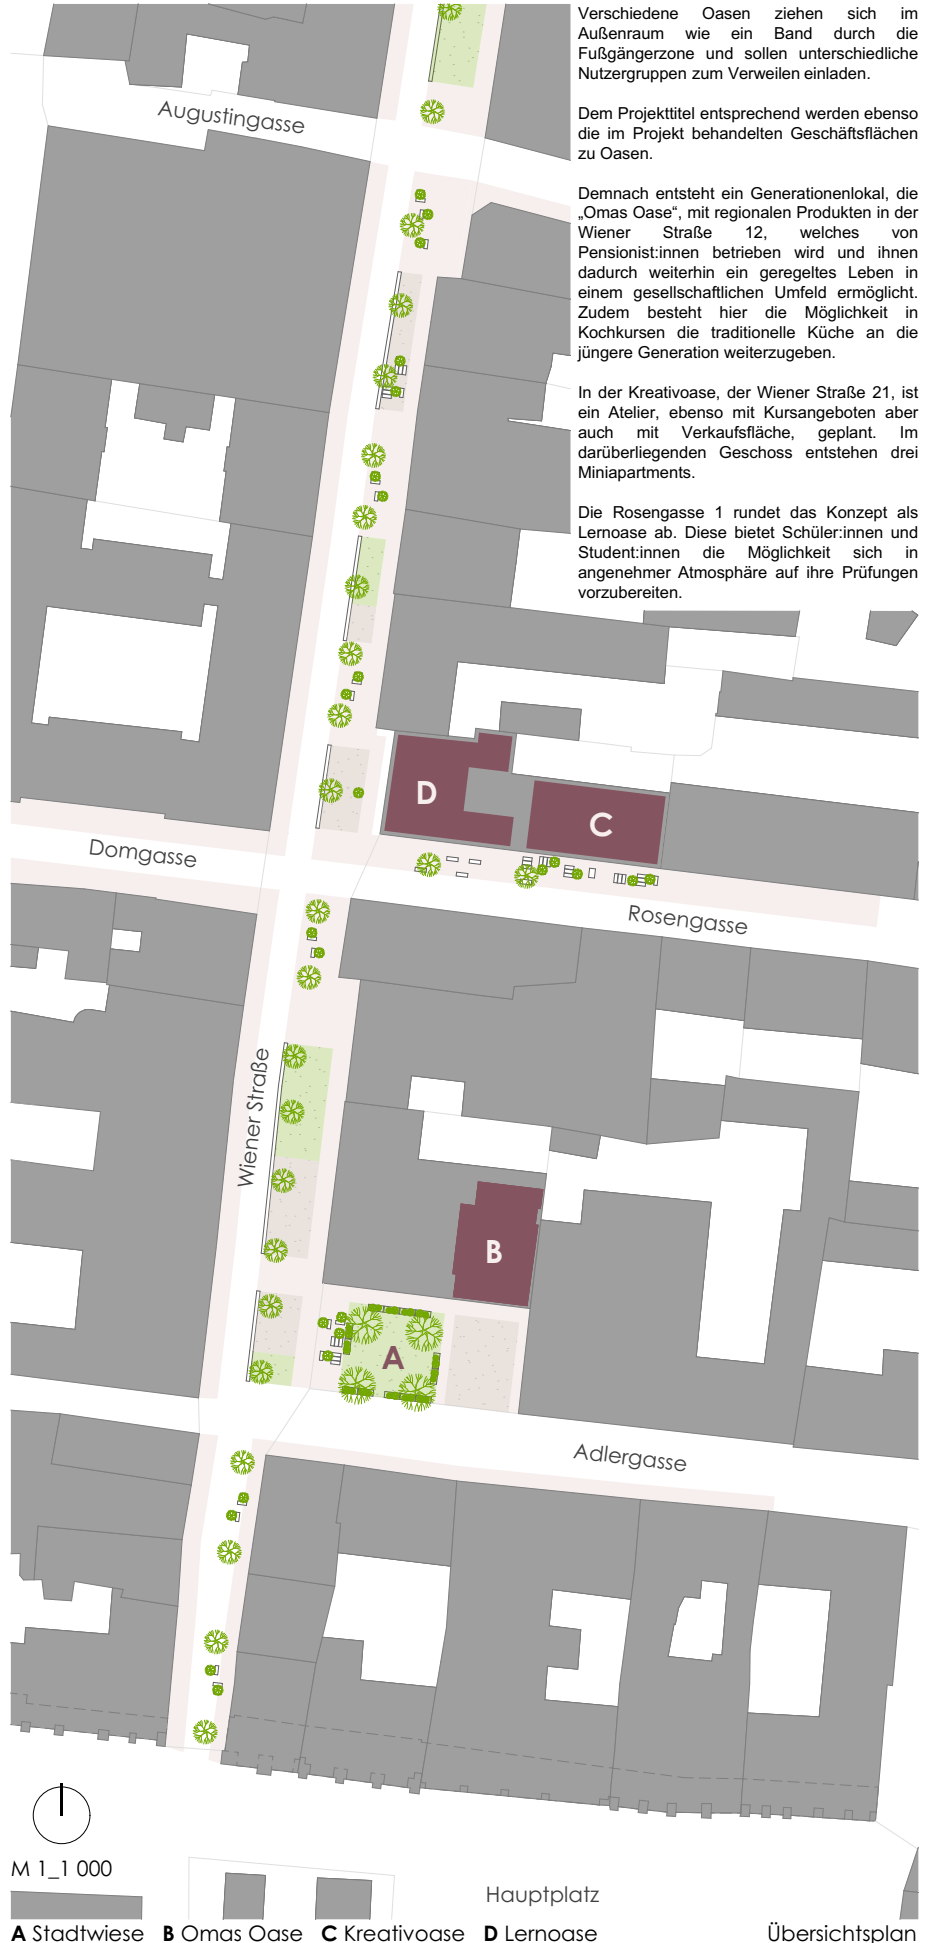 Verschiedene Oasen ziehen sich im
Außenraum wie ein Band durch die
Fußgängerzone und sollen unterschiedliche
Nutzergruppen zum Verweilen einladen.
Dem Projekttitel entsprechend werden ebenso
die im Projekt behandelten Geschäftsflächen
zu Oasen.
Demnach entsteht ein Generationenlokal, die
„Omas Oase“, mit regionalen Produkten in der
Wiener Straße 12, welches von
Pensionist:innen betrieben wird und ihnen
dadurch weiterhin ein geregeltes Leben in
einem gesellschaftlichen Umfeld ermöglicht.
Zudem besteht hier die Möglichkeit in
Kochkursen die traditionelle Küche an die
jüngere Generation weiterzugeben.
In der Kreativoase, der Wiener Straße 21, ist
ein Atelier, ebenso mit Kursangeboten aber
auch mit Verkaufsfläche, geplant. Im
darüberliegenden Geschoss entstehen drei
Miniapartments.
Die Rosengasse 1 rundet das Konzept als
Lernoase ab. Diese bietet Schüler:innen und
Student:innen die Möglichkeit sich in
angenehmer Atmosphäre auf ihre Prüfungen
vorzubereiten.
Augustingasse
D
C
Domgasse
Rosengasse
Wiener Straße
B
A
Adlergasse
M 1_1 000
Hauptplatz
A Stadtwiese B Omas Oase C Kreativoase D Lernoase Übersichtsplan